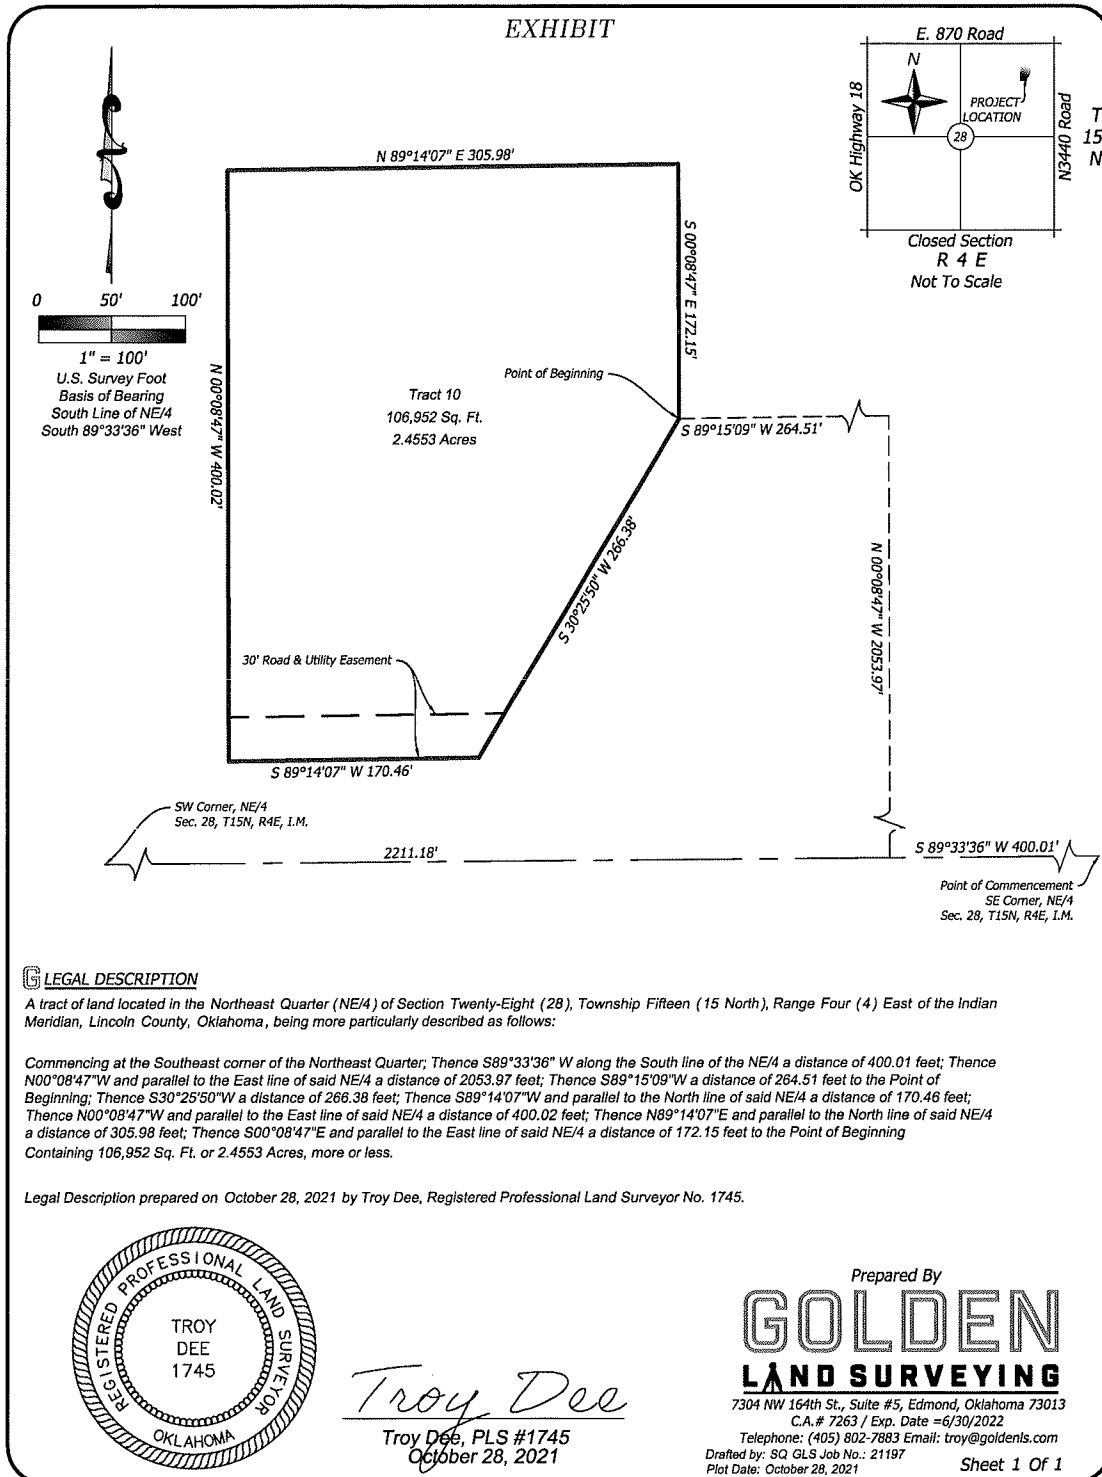 EXHIBIT
E. 870 Road
N
OK Highway 18
PROJECT
LOCATION
28
N3440 Road
T
15
N
Closed Section
R 4 E
Not To Scale
0 50' 100'
1" = 100'
U.S. Survey Foot
Basis of Bearing
South Line of NE/4
South 89°33'36" West
N 89°14'07" E 305.98'
S 00°08'47" E 172.15'
N 00°08'47" W 400.02'
Point of Beginning
Tract 10
106,952 Sq. Ft.
2.4553 Acres
S 89°15'09" W 264.51'
S 30°25'50" W 266.38'
N 00°08'47" W 2053.97'
30' Road & Utility Easement
S 89°14'07" W 170.46'
SW Corner, NE/4
Sec. 28, T15N, R4E, I.M.
2211.18'
S 89°33'36" W 400.01'
Point of Commencement
SE Corner, NE/4
Sec. 28, T15N, R4E, I.M.
G LEGAL DESCRIPTION
A tract of land located in the Northeast Quarter (NE/4) of Section Twenty-Eight (28), Township Fifteen (15 North), Range Four (4) East of the Indian
Meridian, Lincoln County, Oklahoma, being more particularly described as follows:
Commencing at the Southeast corner of the Northeast Quarter; Thence S89°33'36" W along the South line of the NE/4 a distance of 400.01 feet; Thence
N00°08'47"W and parallel to the East line of said NE/4 a distance of 2053.97 feet; Thence S89°15'09"W a distance of 264.51 feet to the Point of
Beginning; Thence S30°25'50"W a distance of 266.38 feet; Thence S89°14'07"W and parallel to the North line of said NE/4 a distance of 170.46 feet;
Thence N00°08'47"W and parallel to the East line of said NE/4 a distance of 400.02 feet; Thence N89°14'07"E and parallel to the North line of said NE/4
a distance of 305.98 feet; Thence S00°08'47"E and parallel to the East line of said NE/4 a distance of 172.15 feet to the Point of Beginning
Containing 106,952 Sq. Ft. or 2.4553 Acres, more or less.
Legal Description prepared on October 28, 2021 by Troy Dee, Registered Professional Land Surveyor No. 1745.
REGISTERED PROFESSIONAL LAND SURVEYOR
TROY
DEE
1745
OKLAHOMA
Troy Dee
Troy Dee, PLS #1745
October 28, 2021
Prepared By
GOLDEN
LAND SURVEYING
7304 NW 164th St., Suite #5, Edmond, Oklahoma 73013
C.A.# 7263 / Exp. Date =6/30/2022
Telephone: (405) 802-7883 Email: troy@goldenls.com
Drafted by: SQ GLS Job No.: 21197
Plot Date: October 28, 2021
Sheet 1 Of 1